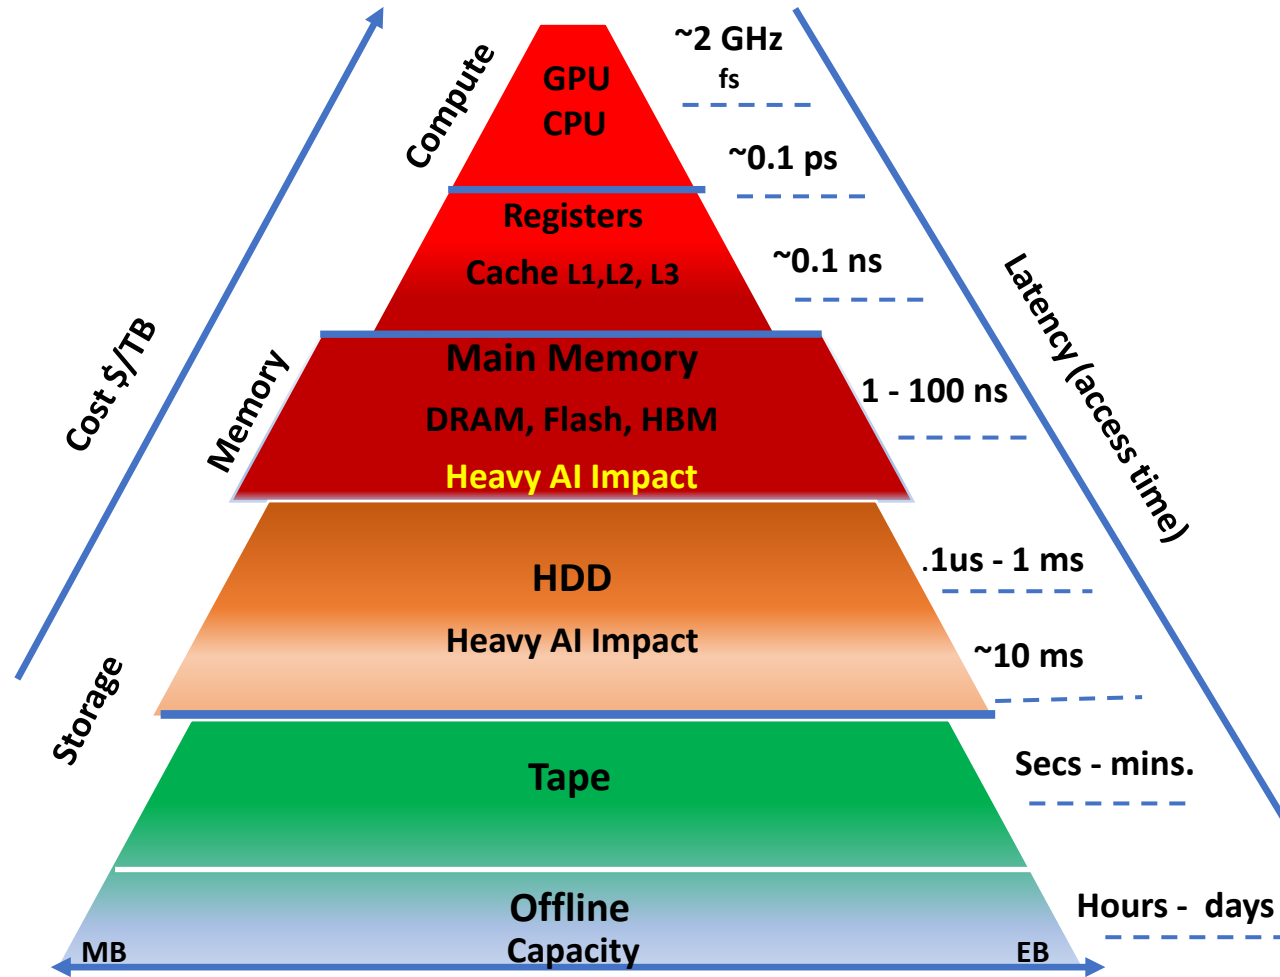 ~2 GHz
fs
Compute
GPU
CPU
~0.1 ps
Registers
Cache L1,L2, L3
~0.1 ns
Cost $/TB
Latency (access time)
Memory
Main Memory
DRAM, Flash, HBM
Heavy AI Impact
1 - 100 ns
HDD
Heavy AI Impact
.1us - 1 ms
~10 ms
Storage
Tape
Secs - mins.
Offline
Hours - days
MB
Capacity
EB